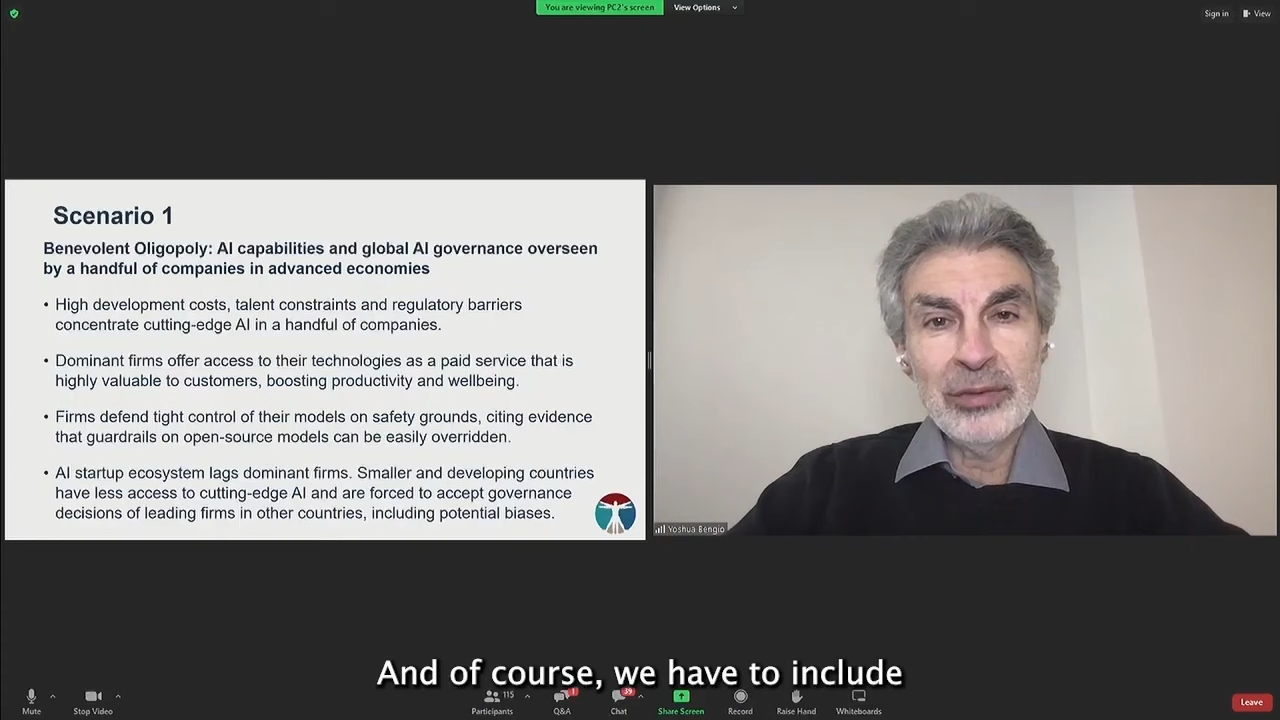 You are viewing PC2's screen
View Options
Sign in
View
Scenario 1
Benevolent Oligopoly: AI capabilities and global AI governance overseen
by a handful of companies in advanced economies
• High development costs, talent constraints and regulatory barriers
concentrate cutting-edge AI in a handful of companies.
• Dominant firms offer access to their technologies as a paid service that is
highly valuable to customers, boosting productivity and wellbeing.
• Firms defend tight control of their models on safety grounds, citing evidence
that guardrails on open-source models can be easily overridden.
• AI startup ecosystem lags dominant firms. Smaller and developing countries
have less access to cutting-edge AI and are forced to accept governance
decisions of leading firms in other countries, including potential biases.
Yoshua Bengio
And of course, we have to include
Mute
Stop Video
115
Participants
1
Q&A
39
Chat
Share Screen
Record
Raise Hand
Whiteboards
Leave